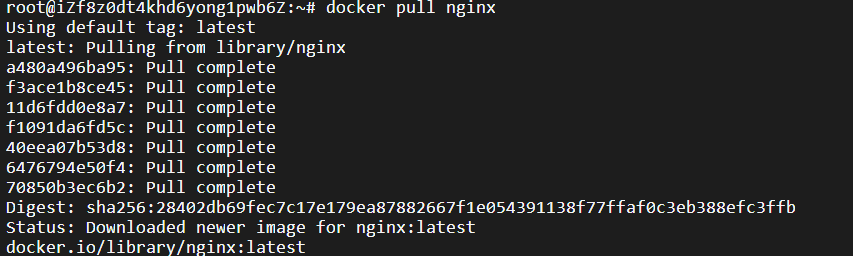 root@iZf8z0dt4khd6yong1pwb6Z:~# docker pull nginx
Using default tag: latest
latest: Pulling from library/nginx
a480a496ba95: Pull complete
f3ace1b8ce45: Pull complete
11d6fdd0e8a7: Pull complete
f1091da6fd5c: Pull complete
40eea07b53d8: Pull complete
6476794e50f4: Pull complete
70850b3ec6b2: Pull complete
Digest: sha256:28402db69fec7c17e179ea87882667f1e054391138f77ffaf0c3eb388efc3ffb
Status: Downloaded newer image for nginx:latest
docker.io/library/nginx:latest